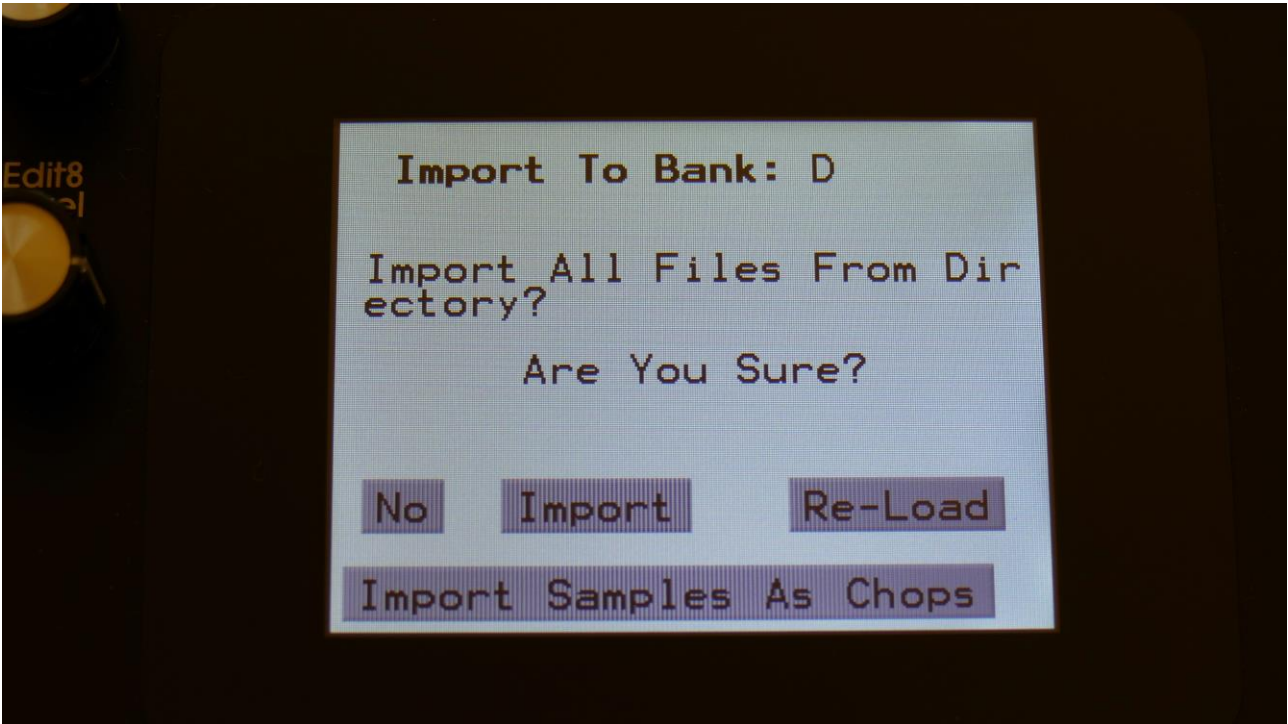 Edit8
el
Import To Bank: D
Import All Files From Dir
ectory?
Are You Sure?
No Import Re-Load
Import Samples As Chops